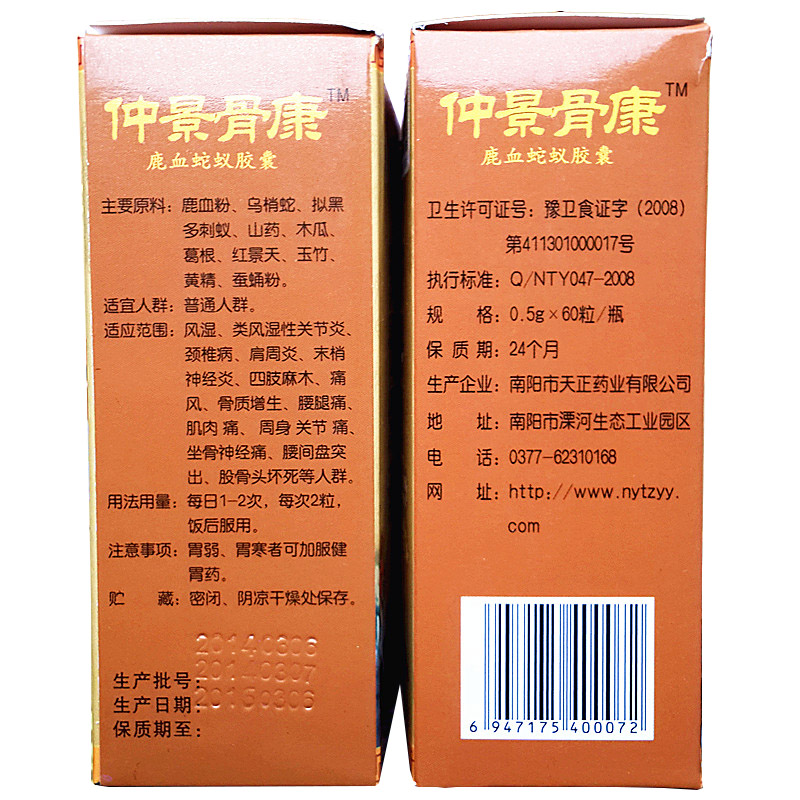 仲景骨康 TM
鹿血蛇蚁胶囊
主要原料：鹿血粉、乌梢蛇、拟黑
多刺蚁、山药、木瓜、
葛根、红景天、玉竹、
黄精、蚕蛹粉。
适宜人群：普通人群。
适应范围：风湿、类风湿性关节炎、
颈椎病、肩周炎、末梢
神经炎、四肢麻木、痛
风、骨质增生、腰腿痛、
肌肉痛、周身关节痛、
坐骨神经痛、腰间盘突
出、股骨头坏死等人群。
用法用量：每日1-2次，每次2粒，
饭后服用。
注意事项：胃弱、胃寒者可加服健
胃药。
贮 藏：密闭、阴凉干燥处保存。
20140306
生产批号：20140307
生产日期：20150306
保质期至：
仲景骨康 TM
鹿血蛇蚁胶囊
卫生许可证号：豫卫食证字（2008）
第411301000017号
执行标准：Q/NTY047-2008
规 格：0.5g×60粒/瓶
保 质 期：24个月
生产企业：南阳市天正药业有限公司
地 址：南阳市溧河生态工业园区
电 话：0377-62310168
网 址：http://www.nytzyy.
com
6 947175 400072